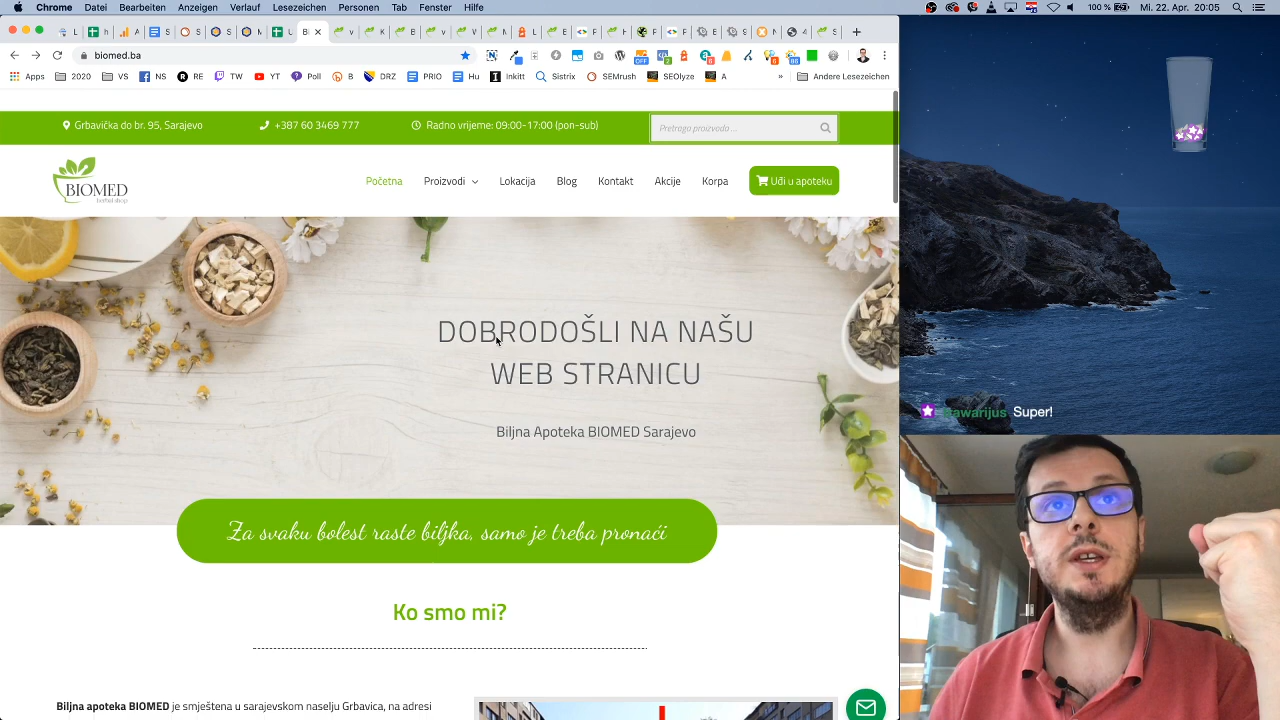 Chrome Datei Bearbeiten Anzeigen Verlauf Lesezeichen Personen Tab Fenster Hilfe
100 % Mi. 22. Apr. 20:05
biomed.ba
Apps 2020 VS NS RE TW YT Poll B DRZ PRIO Hu Inkitt Sistrix SEMrush SEOlyze A » Andere Lesezeichen
Grbavička do br. 95, Sarajevo +387 60 3469 777 Radno vrijeme: 09:00-17:00 (pon-sub) Pretraga proizvoda ...
BIOMED
Početna Proizvodi Lokacija Blog Kontakt Akcije Korpa Uđi u apoteku
DOBRODOŠLI NA NAŠU
WEB STRANICU
Biljna Apoteka BIOMED Sarajevo
Za svaku bolest raste biljka, samo je treba pronaći
Ko smo mi?
Biljna apoteka BIOMED je smještena u sarajevskom naselju Grbavica, na adresi
Super!